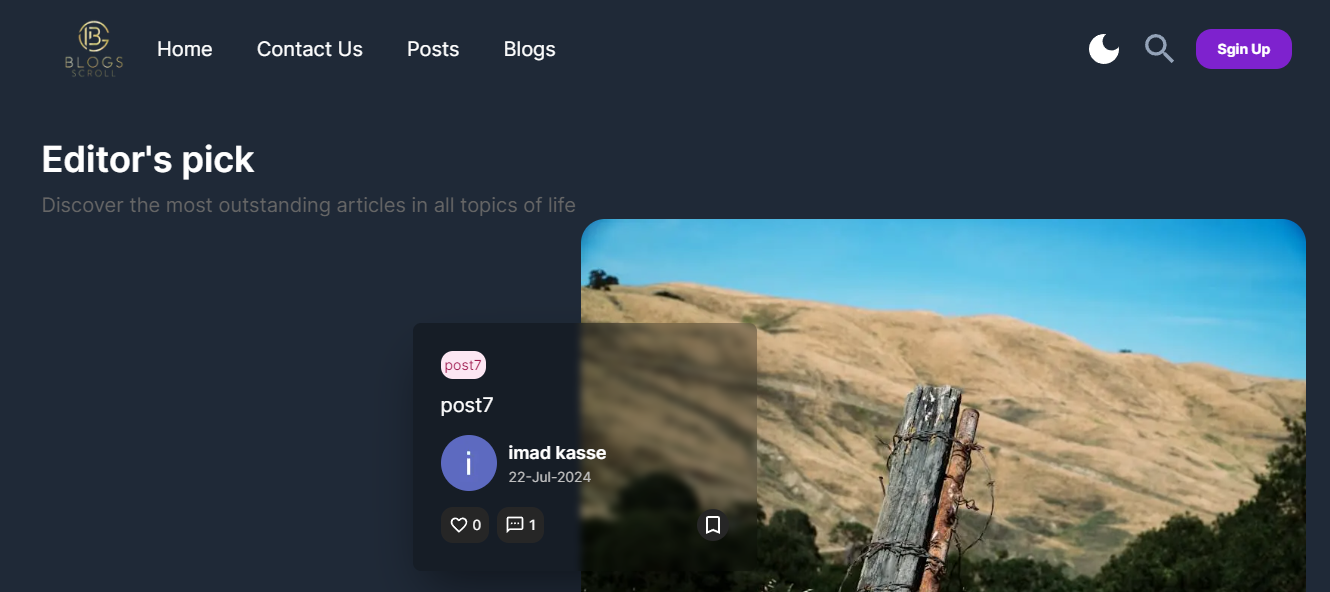 BLOGS
SCROLL
Home
Contact Us
Posts
Blogs
Sgin Up
Editor's pick
Discover the most outstanding articles in all topics of life
post7
post7
i
imad kasse
22-Jul-2024
0
1